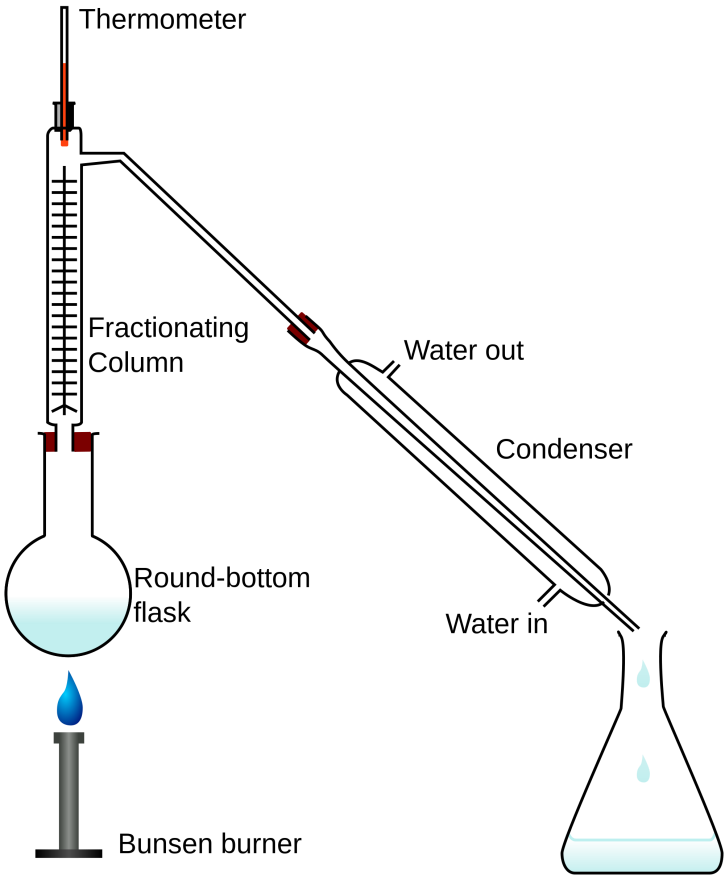 Thermometer
Fractionating
Column
Water out
Condenser
Round-bottom
flask
Water in
Bunsen burner